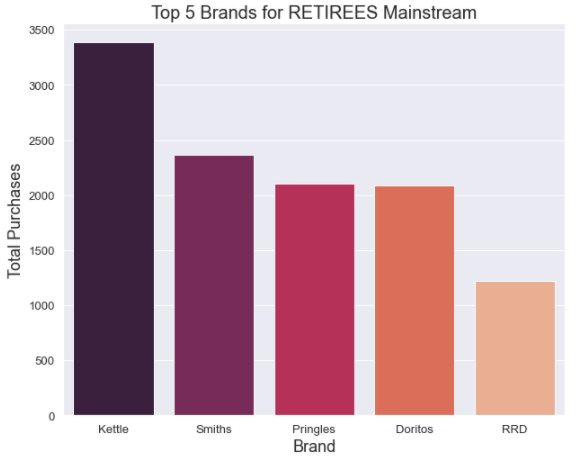 Top 5 Brands for RETIREES Mainstream
3500
3000
2500
2000
1500
1000
500
0
Total Purchases
Kettle Smiths Pringles Doritos RRD
Brand